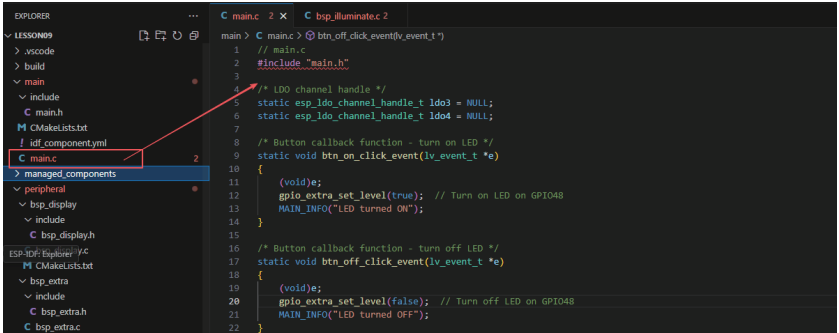 EXPLORER
LESSON09
.vscode
build
main
include
C main.h
M CMakeLists.txt
! idf_component.yml
C main.c 2
managed_components
peripheral
bsp_display
include
C bsp_display.h
ESP-IDF: Explorer
M CMakeLists.txt
bsp_extra
include
C bsp_extra.h
C bsp_extra.c
C main.c 2 X C bsp_illuminate.c 2
main > C main.c > btn_off_click_event(lv_event_t *)
1 // main.c
2 #include "main.h"
3
4 /* LDO channel handle */
5 static esp_ldo_channel_handle_t ldo3 = NULL;
6 static esp_ldo_channel_handle_t ldo4 = NULL;
7
8 /* Button callback function - turn on LED */
9 static void btn_on_click_event(lv_event_t *e)
10 {
11 (void)e;
12 gpio_extra_set_level(true); // Turn on LED on GPIO48
13 MAIN_INFO("LED turned ON");
14 }
15
16 /* Button callback function - turn off LED */
17 static void btn_off_click_event(lv_event_t *e)
18 {
19 (void)e;
20 gpio_extra_set_level(false); // Turn off LED on GPIO48
21 MAIN_INFO("LED turned OFF");
22 }